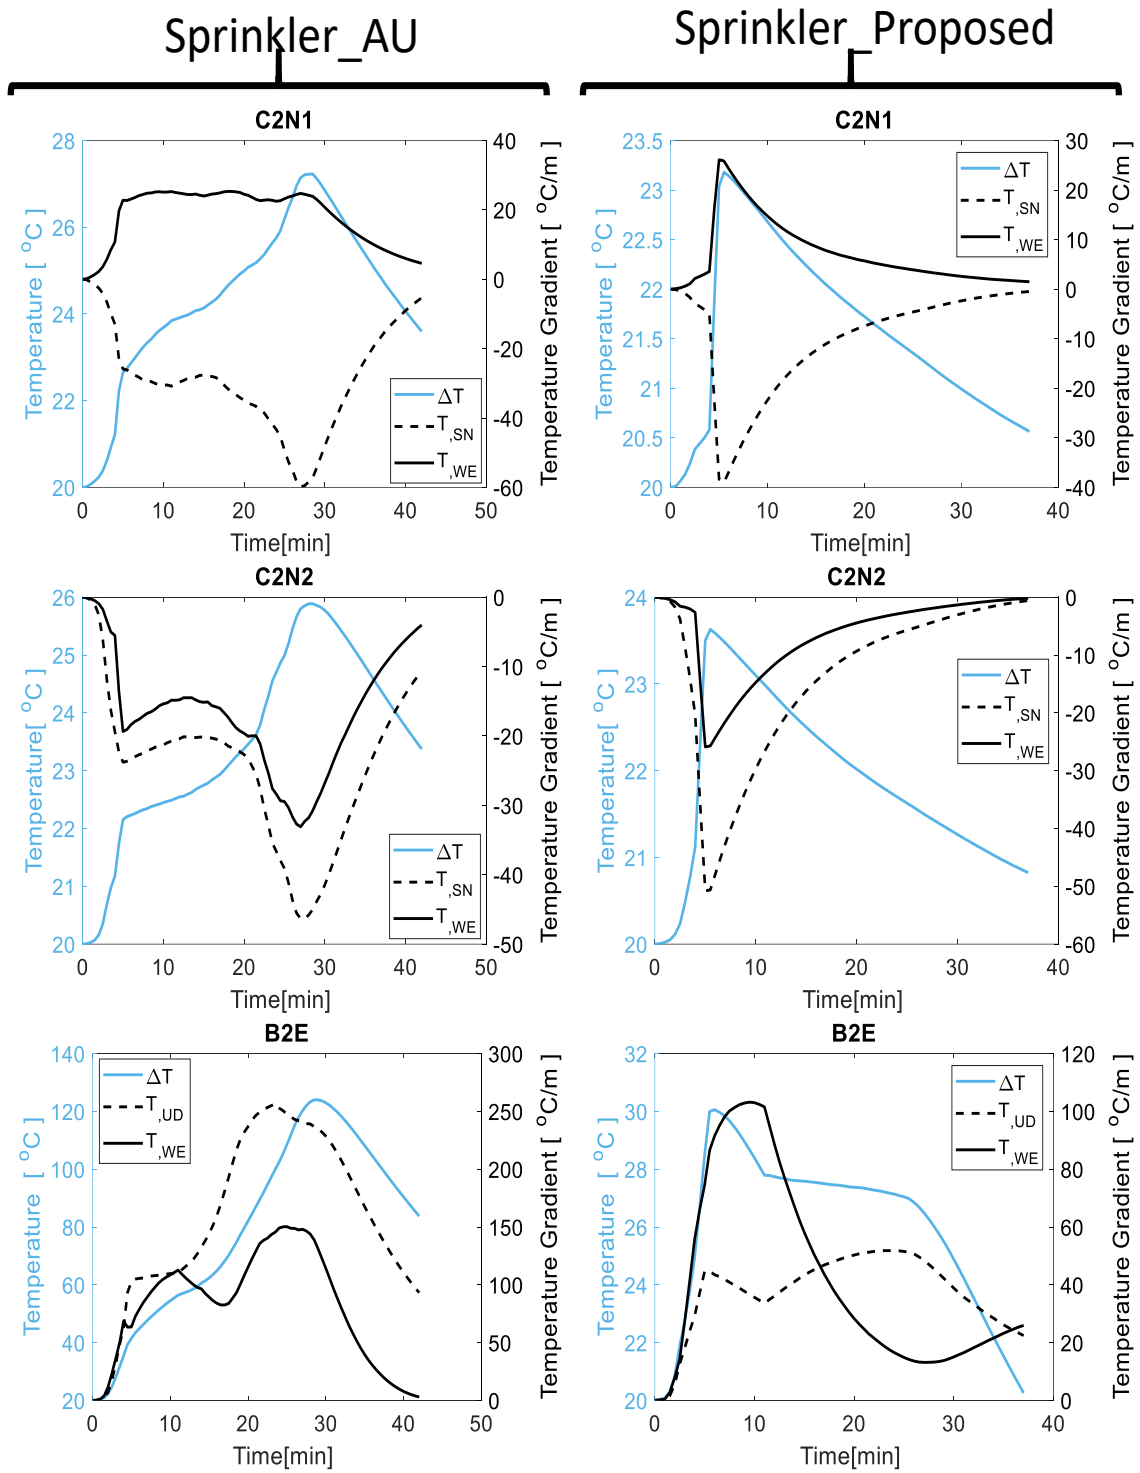 Sprinkler_AU
Sprinkler_Proposed
C2N1
28
26
24
22
20
Temperature [ °C ]
40
20
0
-20
-40
-60
Temperature Gradient [ °C/m ]
0 10 20 30 40 50
Time[min]
ΔT
T,SN
T,WE
C2N1
23.5
23
22.5
22
21.5
21
20.5
20
Temperature [ °C ]
30
20
10
0
-10
-20
-30
-40
Temperature Gradient [ °C/m ]
0 10 20 30 40
Time[min]
ΔT
T,SN
T,WE
C2N2
26
25
24
23
22
21
20
Temperature[ °C ]
0
-10
-20
-30
-40
-50
Temperature Gradient [ °C/m ]
0 10 20 30 40 50
Time[min]
ΔT
T,SN
T,WE
C2N2
24
23
22
21
20
Temperature [ °C ]
0
-10
-20
-30
-40
-50
-60
Temperature Gradient [ °C/m ]
0 10 20 30 40
Time[min]
ΔT
T,SN
T,WE
B2E
140
120
100
80
60
40
20
Temperature [ °C ]
300
250
200
150
100
50
0
Temperature Gradient [ °C/m ]
0 10 20 30 40 50
Time[min]
ΔT
T,UD
T,WE
B2E
32
30
28
26
24
22
20
Temperature [ °C ]
120
100
80
60
40
20
0
Temperature Gradient [ °C/m ]
0 10 20 30 40
Time[min]
ΔT
T,UD
T,WE